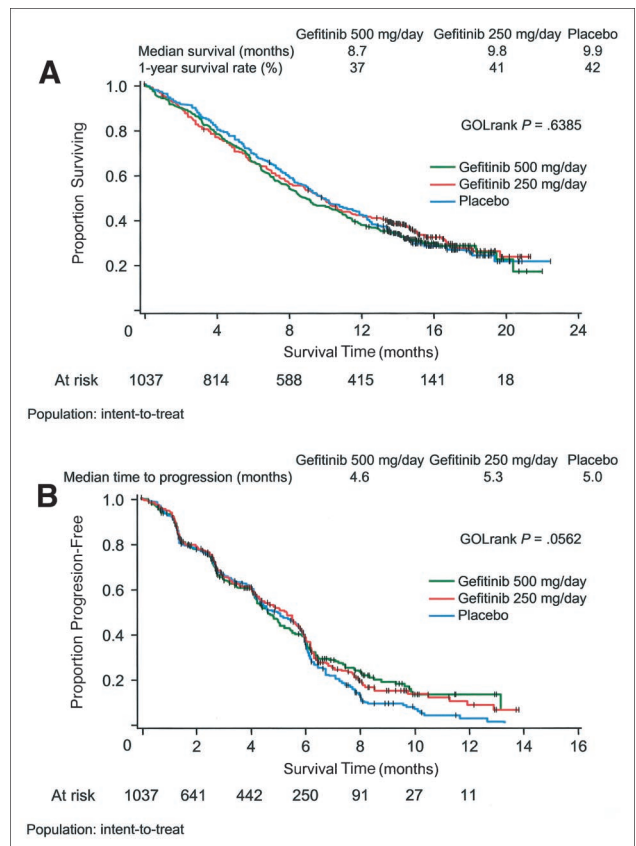 Gefitinib 500 mg/day Gefitinib 250 mg/day Placebo
Median survival (months) 8.7 9.8 9.9
1-year survival rate (%) 37 41 42
A
1.0
0.8
0.6
0.4
0.2
Proportion Surviving
GOLrank P = .6385
Gefitinib 500 mg/day
Gefitinib 250 mg/day
Placebo
0 4 8 12 16 20 24
Survival Time (months)
At risk 1037 814 588 415 141 18
Population: intent-to-treat
Gefitinib 500 mg/day Gefitinib 250 mg/day Placebo
Median time to progression (months) 4.6 5.3 5.0
B
1.0
0.8
0.6
0.4
0.2
Proportion Progression-Free
GOLrank P = .0562
Gefitinib 500 mg/day
Gefitinib 250 mg/day
Placebo
0 2 4 6 8 10 12 14 16
Survival Time (months)
At risk 1037 641 442 250 91 27 11
Population: intent-to-treat